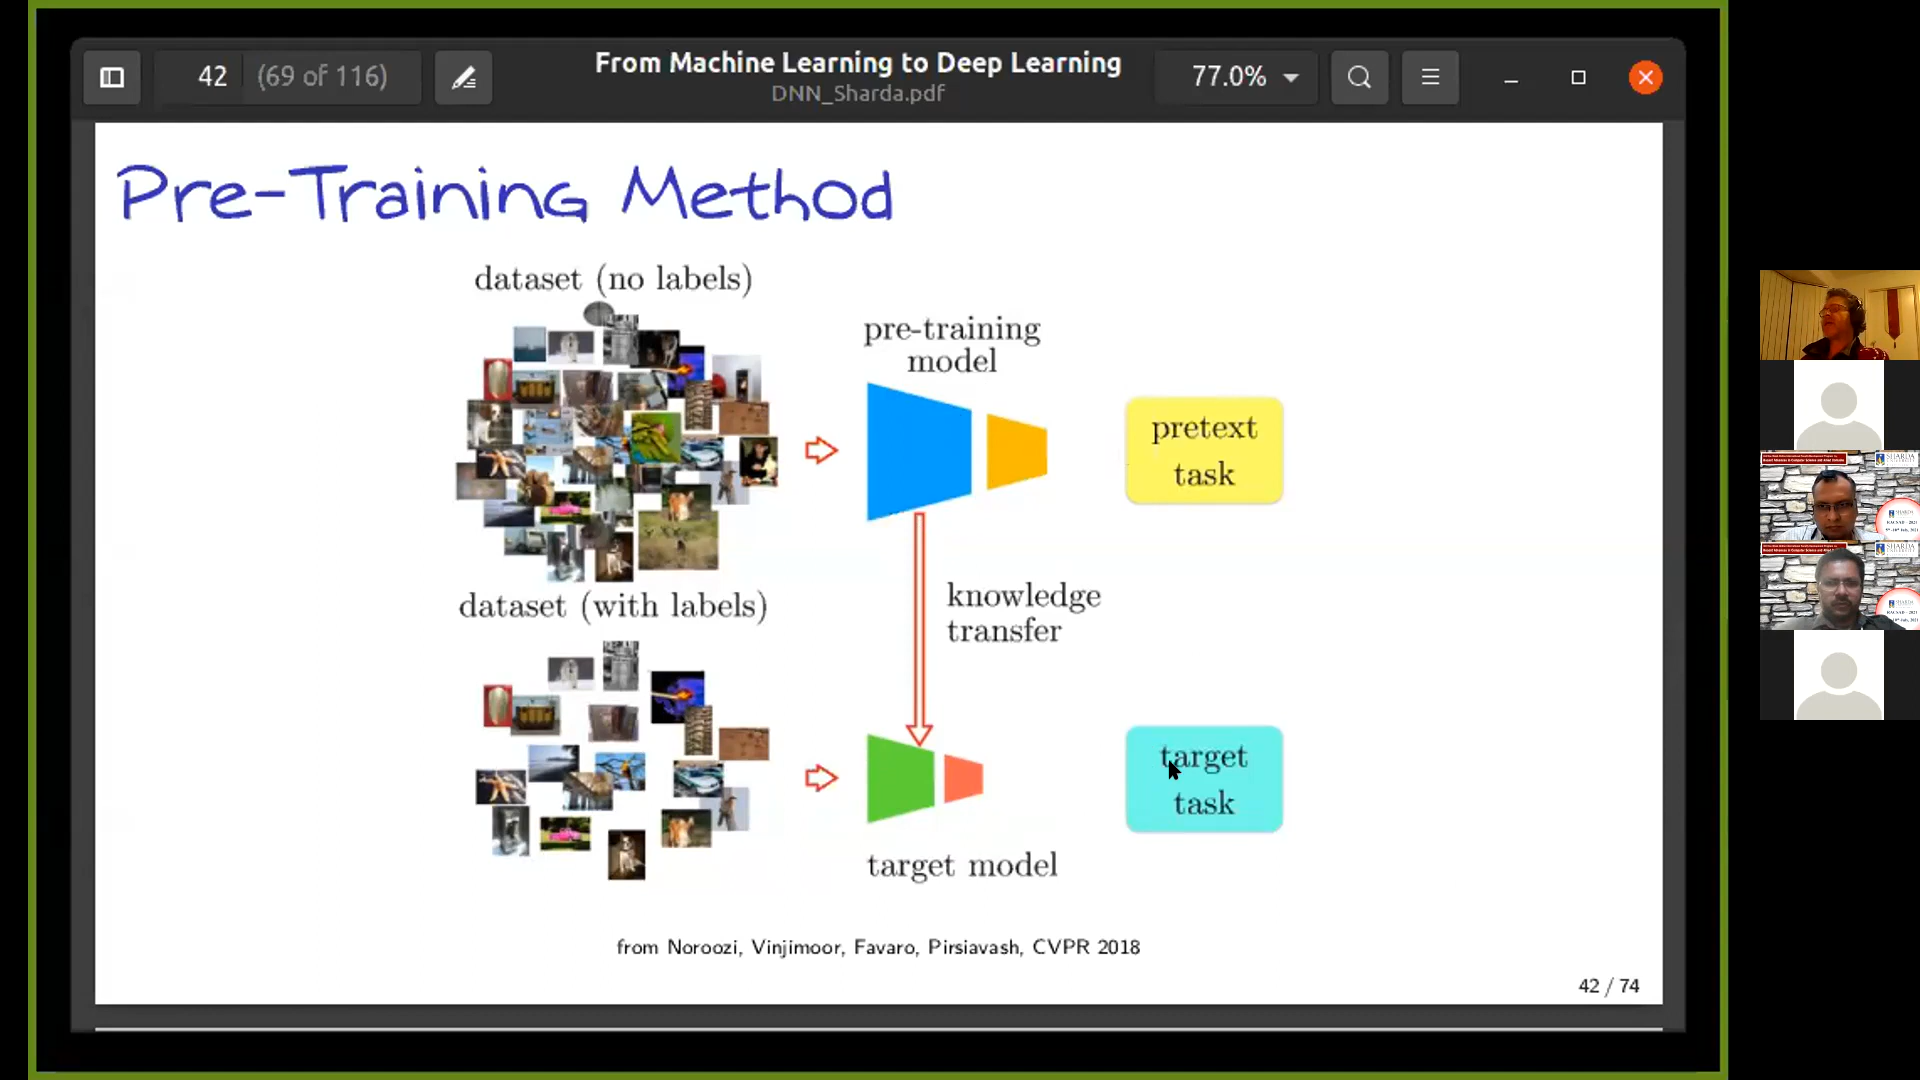 42 (69 of 116)
From Machine Learning to Deep Learning
DNN_Sharda.pdf
77.0%
Pre-Training Method
dataset (no labels)
pre-training
model
pretext
task
knowledge
transfer
dataset (with labels)
target
task
target model
from Noroozi, Vinjimoor, Favaro, Pirsiavash, CVPR 2018
42 / 74
SHARDA
SHARDA